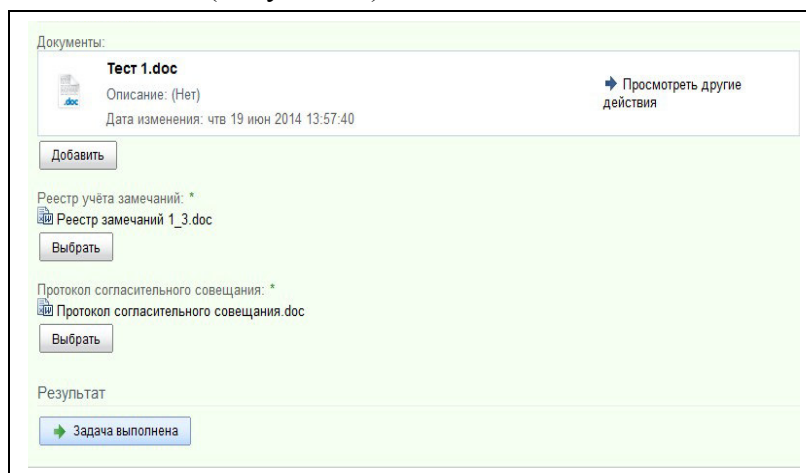 Документы:
Тест 1.doc
.doc
Описание: (Нет)
Дата изменения: чтв 19 июн 2014 13:57:40
Просмотреть другие
действия
Добавить
Реестр учёта замечаний: *
Реестр замечаний 1_3.doc
Выбрать
Протокол согласительного совещания: *
Протокол согласительного совещания.doc
Выбрать
Результат
Задача выполнена